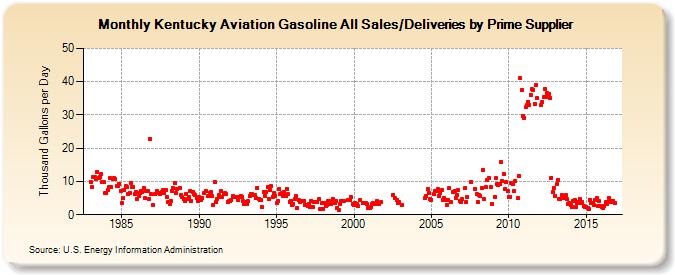 Monthly Kentucky Aviation Gasoline All Sales/Deliveries by Prime Supplier
Thousand Gallons per Day
50
40
30
20
10
0
1985 1990 1995 2000 2005 2010 2015
Source: U.S. Energy Information Administration